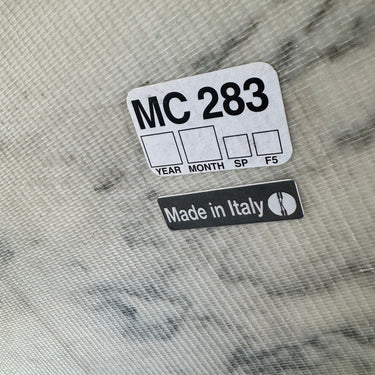 MC 283
YEAR MONTH SP F5
Made in Italy